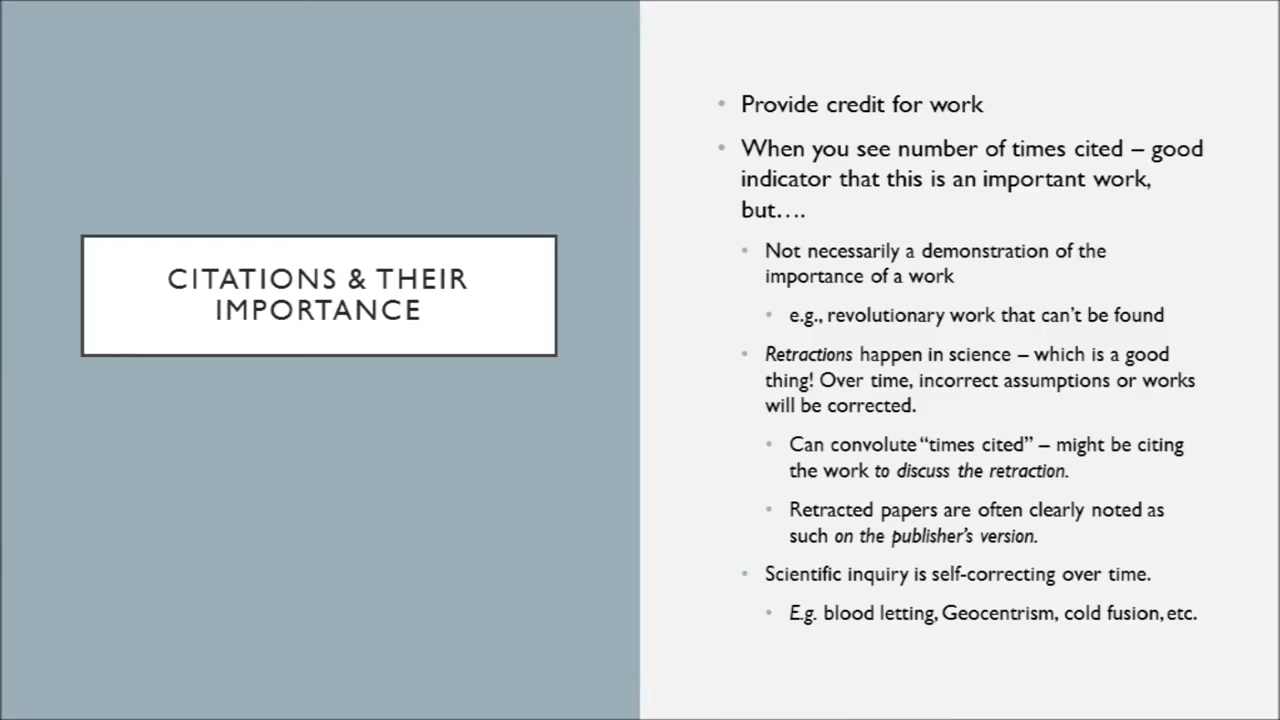 CITATIONS & THEIR
IMPORTANCE
• Provide credit for work
• When you see number of times cited – good
indicator that this is an important work,
but….
• Not necessarily a demonstration of the
importance of a work
• e.g., revolutionary work that can't be found
• Retractions happen in science – which is a good
thing! Over time, incorrect assumptions or works
will be corrected.
• Can convolute "times cited" – might be citing
the work to discuss the retraction.
• Retracted papers are often clearly noted as
such on the publisher's version.
• Scientific inquiry is self-correcting over time.
• E.g. blood letting, Geocentrism, cold fusion, etc.